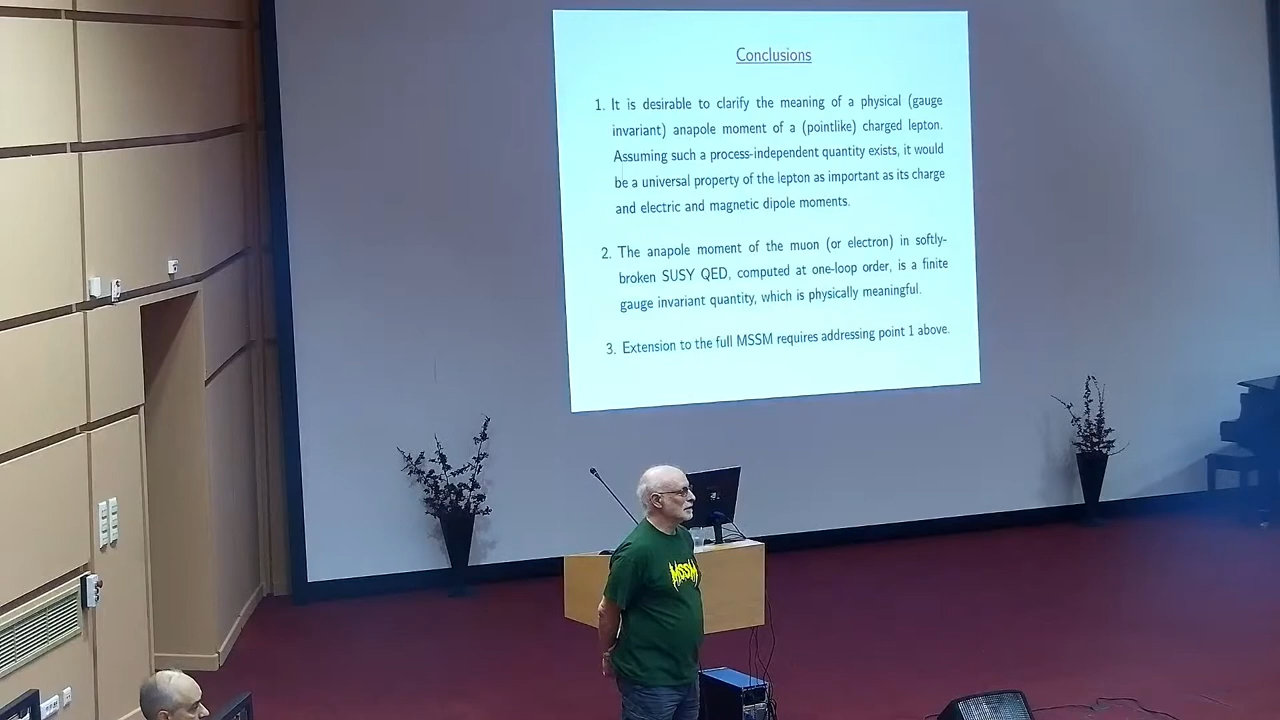 Conclusions
1. It is desirable to clarify the meaning of a physical (gauge
invariant) anapole moment of a (pointlike) charged lepton.
Assuming such a process-independent quantity exists, it would
be a universal property of the lepton as important as its charge
and electric and magnetic dipole moments.
2. The anapole moment of the muon (or electron) in softly-
broken SUSY QED, computed at one-loop order, is a finite
gauge invariant quantity, which is physically meaningful.
3. Extension to the full MSSM requires addressing point 1 above.
MSSM